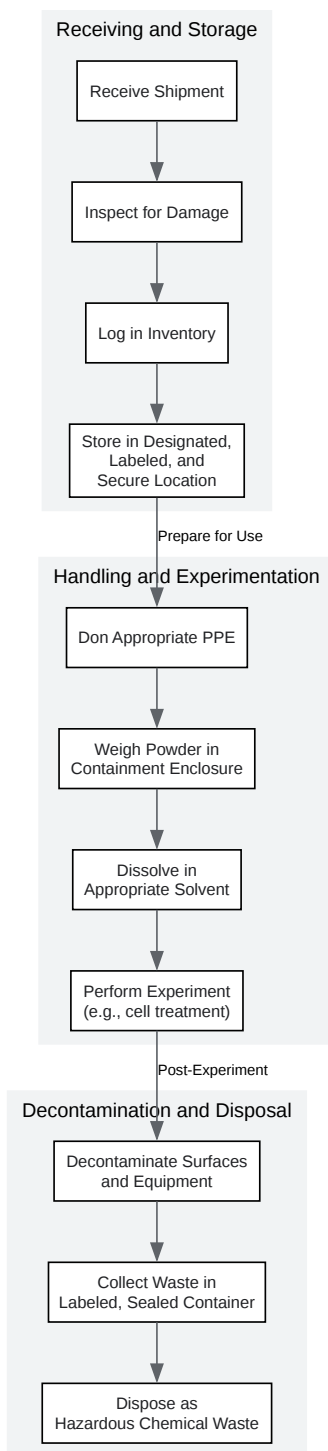 Receiving and Storage
Receive Shipment
Inspect for Damage
Log in Inventory
Store in Designated,
Labeled, and
Secure Location
Prepare for Use
Handling and Experimentation
Don Appropriate PPE
Weigh Powder in
Containment Enclosure
Dissolve in
Appropriate Solvent
Perform Experiment
(e.g., cell treatment)
Post-Experiment
Decontamination and Disposal
Decontaminate Surfaces
and Equipment
Collect Waste in
Labeled, Sealed Container
Dispose as
Hazardous Chemical Waste